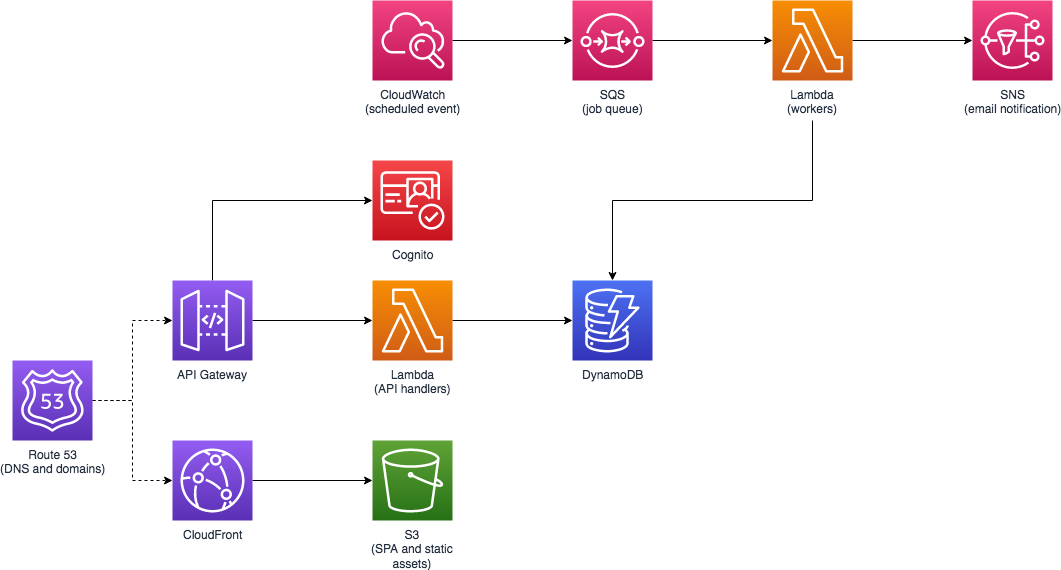 CloudWatch
(scheduled event)
SQS
(job queue)
Lambda
(workers)
SNS
(email notification)
Cognito
</>
API Gateway
Lambda
(API handlers)
DynamoDB
53
Route 53
(DNS and domains)
CloudFront
S3
(SPA and static
assets)